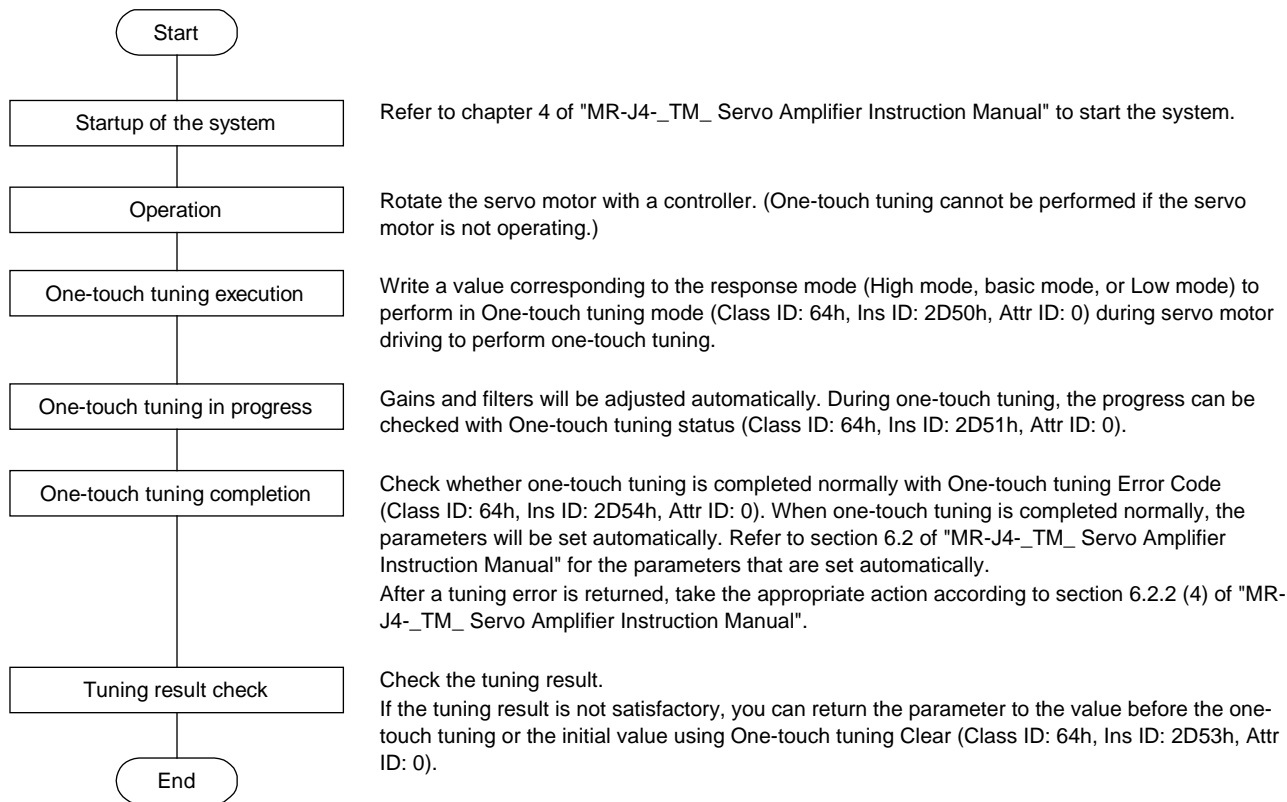 Start
Startup of the system
Refer to chapter 4 of "MR-J4-_TM_ Servo Amplifier Instruction Manual" to start the system.
Operation
Rotate the servo motor with a controller. (One-touch tuning cannot be performed if the servo
motor is not operating.)
One-touch tuning execution
Write a value corresponding to the response mode (High mode, basic mode, or Low mode) to
perform in One-touch tuning mode (Class ID: 64h, Ins ID: 2D50h, Attr ID: 0) during servo motor
driving to perform one-touch tuning.
One-touch tuning in progress
Gains and filters will be adjusted automatically. During one-touch tuning, the progress can be
checked with One-touch tuning status (Class ID: 64h, Ins ID: 2D51h, Attr ID: 0).
One-touch tuning completion
Check whether one-touch tuning is completed normally with One-touch tuning Error Code
(Class ID: 64h, Ins ID: 2D54h, Attr ID: 0). When one-touch tuning is completed normally, the
parameters will be set automatically. Refer to section 6.2 of "MR-J4-_TM_ Servo Amplifier
Instruction Manual" for the parameters that are set automatically.
After a tuning error is returned, take the appropriate action according to section 6.2.2 (4) of "MR-
J4-_TM_ Servo Amplifier Instruction Manual".
Tuning result check
Check the tuning result.
If the tuning result is not satisfactory, you can return the parameter to the value before the one-
touch tuning or the initial value using One-touch tuning Clear (Class ID: 64h, Ins ID: 2D53h, Attr
ID: 0).
End